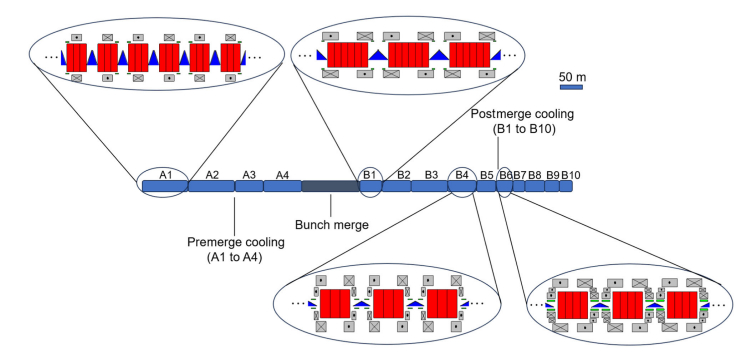 50 m
Postmerge cooling
(B1 to B10)
A1 A2 A3 A4 B1 B2 B3 B4 B5 B6 B7 B8 B9 B10
Bunch merge
Premerge cooling
(A1 to A4)